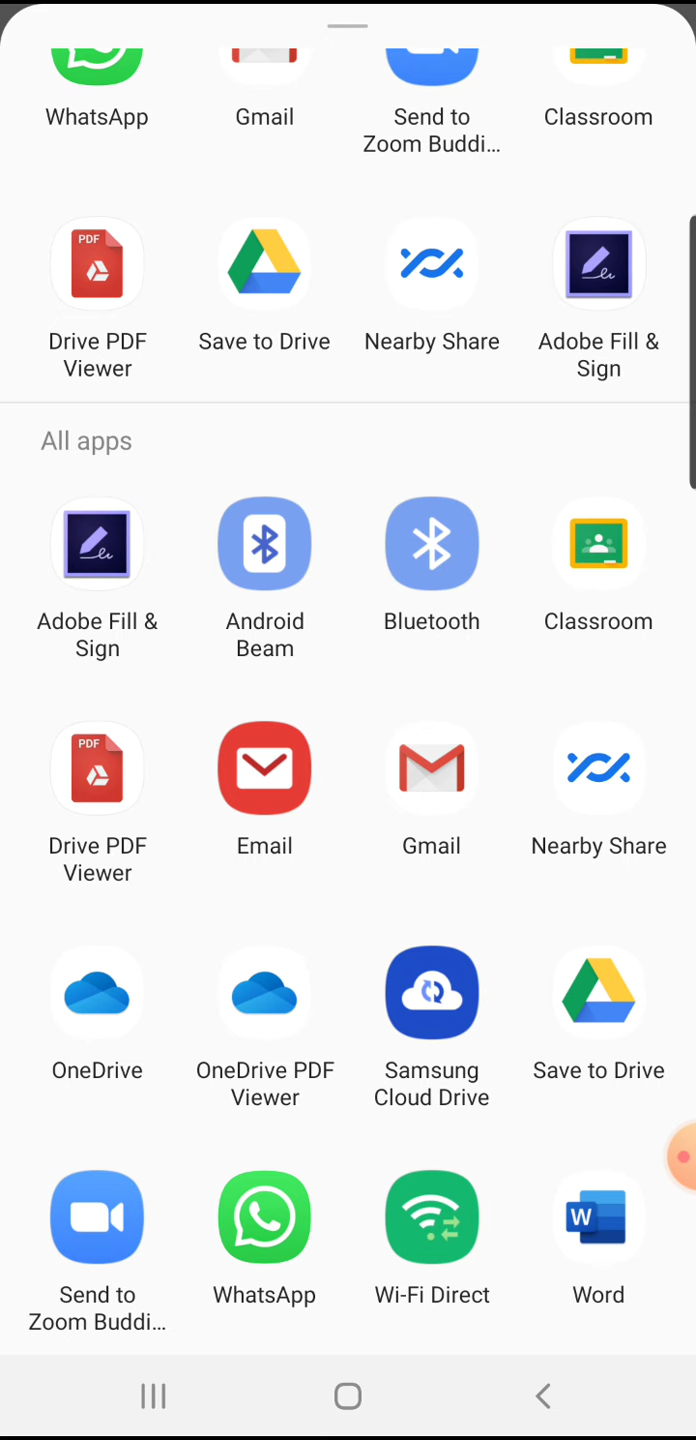 WhatsApp
Gmail
Send to
Zoom Buddi...
Classroom
PDF
Drive PDF
Viewer
Save to Drive
Nearby Share
Adobe Fill &
Sign
All apps
Adobe Fill &
Sign
Android
Beam
Bluetooth
Classroom
PDF
Drive PDF
Viewer
Email
Gmail
Nearby Share
OneDrive
OneDrive PDF
Viewer
Samsung
Cloud Drive
Save to Drive
Send to
Zoom Buddi...
WhatsApp
Wi-Fi Direct
W
Word